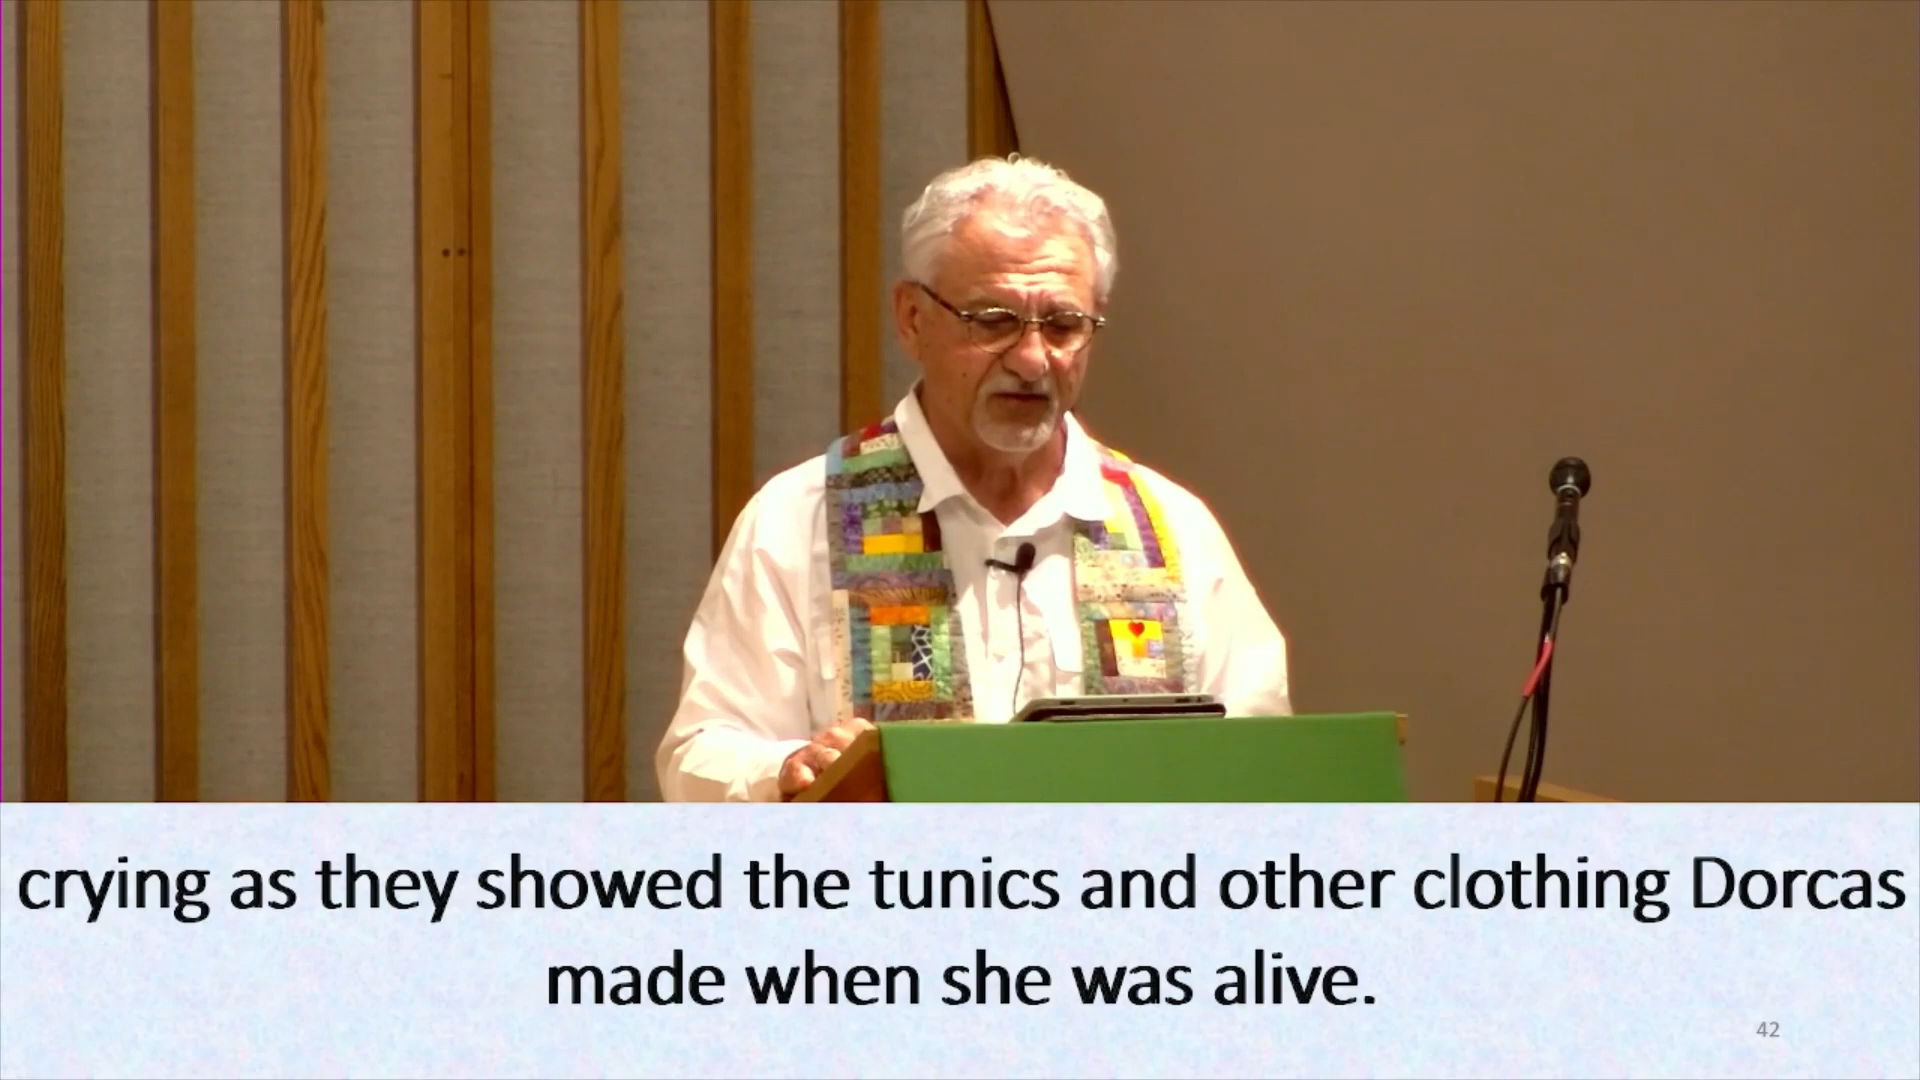 crying as they showed the tunics and other clothing Dorcas
made when she was alive.
42